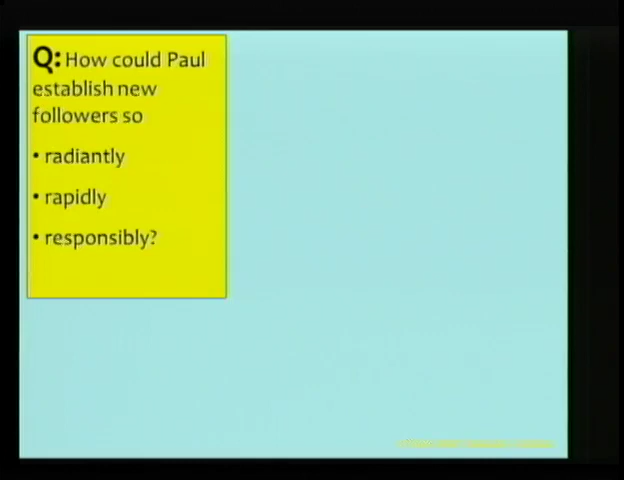 Q: How could Paul
establish new
followers so
• radiantly
• rapidly
• responsibly?